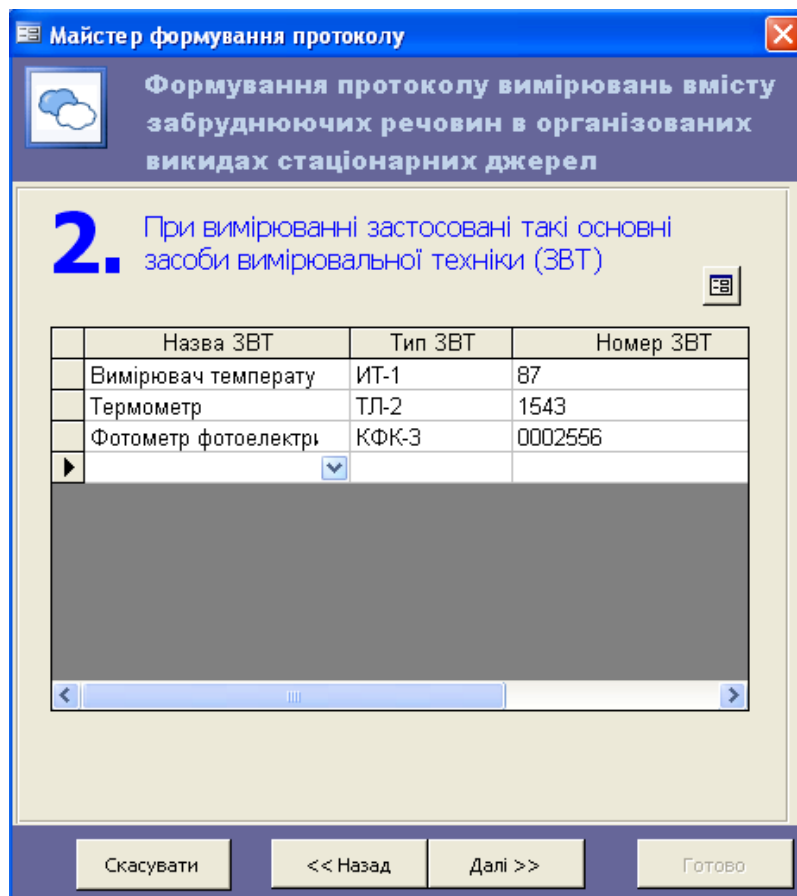 Майстер формування протоколу
Формування протоколу вимірювань вмісту
забруднюючих речовин в організованих
викидах стаціонарних джерел
2. При вимірюванні застосовані такі основні
засоби вимірювальної техніки (ЗВТ)
Назва ЗВТ Тип ЗВТ Номер ЗВТ
Вимірювач температу ИТ-1 87
Термометр ТЛ-2 1543
Фотометр фотоелектри КФК-3 0002556
Скасувати << Назад Далі >> Готово